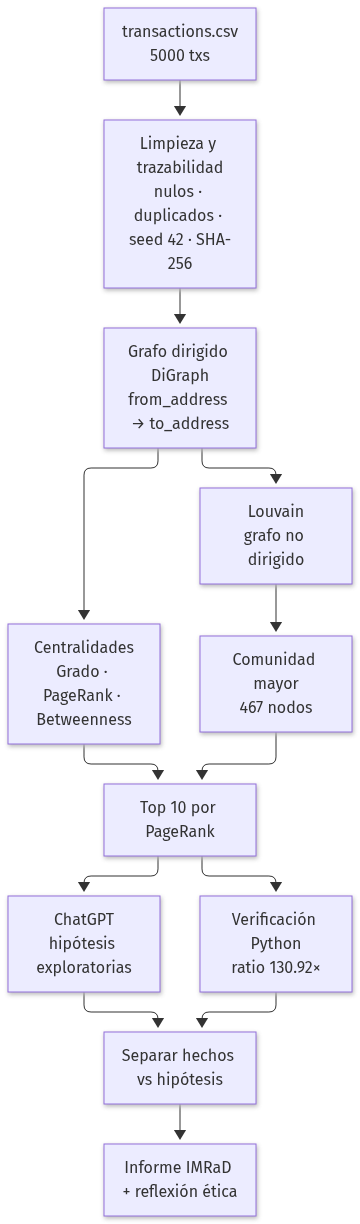 transactions.csv
5000 txs
Limpieza y
trazabilidad
nulos ·
duplicados ·
seed 42 · SHA-
256
Grafo dirigido
DiGraph
from_address
→ to_address
Louvain
grafo no
dirigido
Centralidades
Grado ·
PageRank ·
Betweenness
Comunidad
mayor
467 nodos
Top 10 por
PageRank
ChatGPT
hipótesis
exploratorias
Verificación
Python
ratio 130.92×
Separar hechos
vs hipótesis
Informe IMRaD
+ reflexión ética